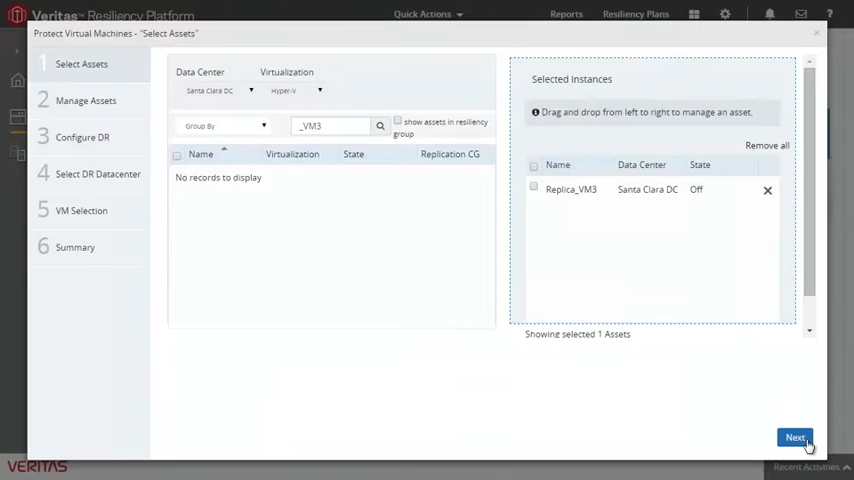 Veritas™ Resiliency Platform
Quick Actions
Reports
Resiliency Plans
?
Protect Virtual Machines - "Select Assets"
1 Select Assets
2 Manage Assets
3 Configure DR
4 Select DR Datacenter
5 VM Selection
6 Summary
Data Center
Virtualization
Santa Clara DC
Hyper-V
Group By
_VM3
show assets in resiliency
group
Name
Virtualization
State
Replication CG
No records to display
Selected Instances
Drag and drop from left to right to manage an asset.
Remove all
Name
Data Center
State
Replica_VM3
Santa Clara DC
Off
Showing selected 1 Assets
Next
VERITAS
Recent Activities